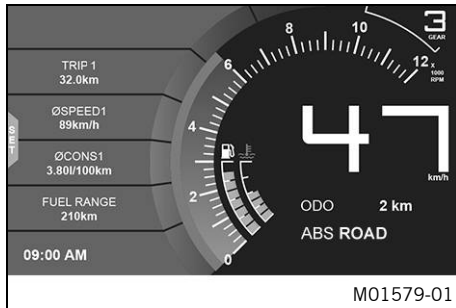 TRIP 1
32.0km
ØSPEED1
89km/h
ØCONS1
3.80l/100km
FUEL RANGE
210km
SET
09:00 AM
0
2
4
6
8
10
12
x
1000
RPM
3
GEAR
47
km/h
ODO 2 km
ABS ROAD
M01579-01